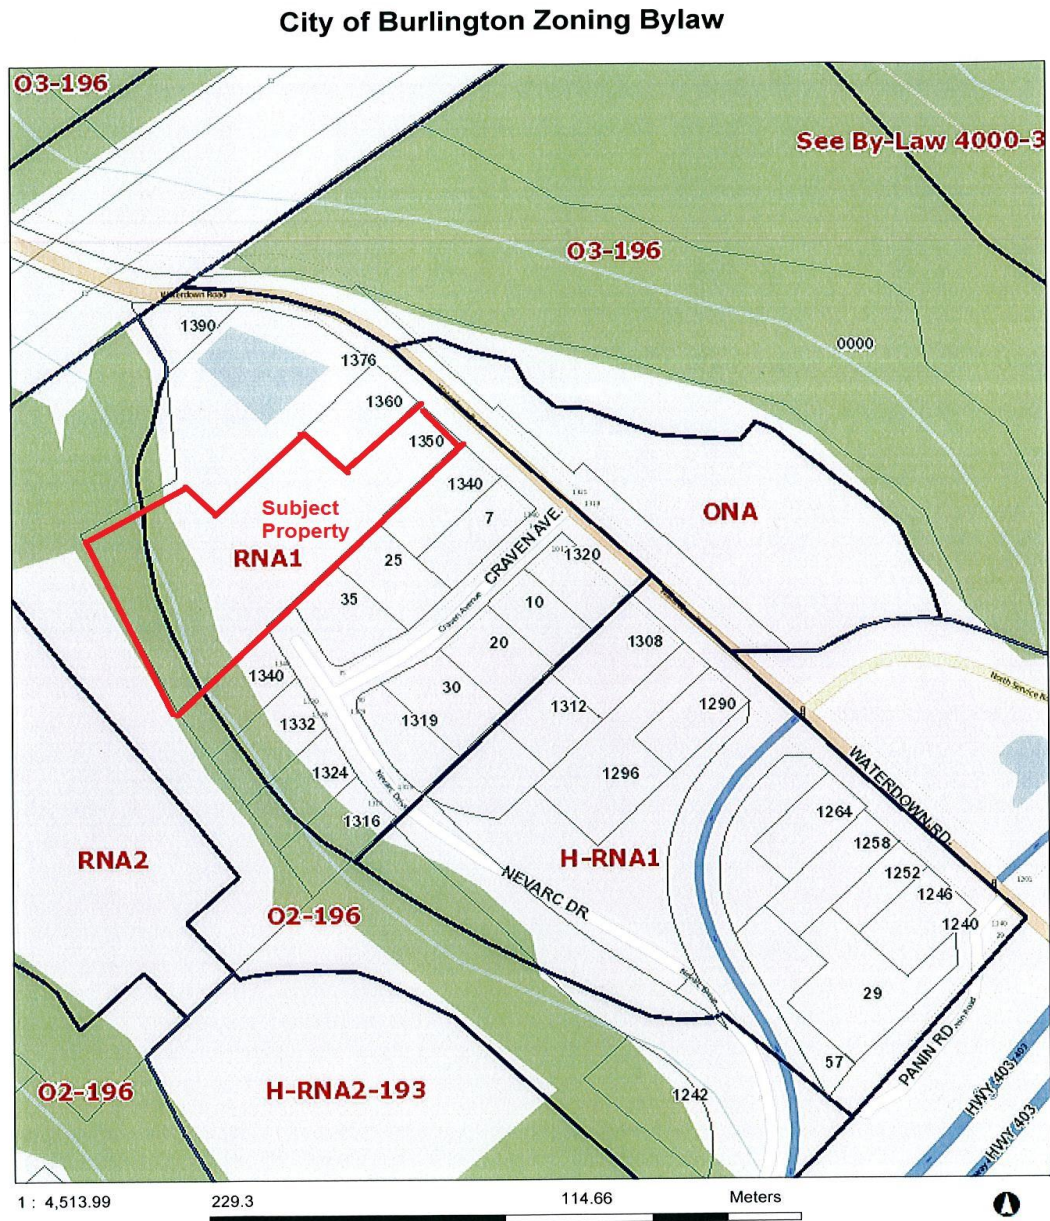 City of Burlington Zoning Bylaw
O3-196
See By-Law 4000-3
O3-196
Waterdown Road
1390
0000
1376
1360
1350
1340
Subject
Property
ONA
7
CRAVEN AVE.
RNA1
25
1320
35
10
Craven Avenue
20
1308
1340
30
1312
1290
North Service Ro
1332
1319
1324
1296
WATERDOWN RD.
Nevarc Drive
1264
1316
1258
RNA2
H-RNA1
1252
NEVARC DR.
1246
O2-196
1240
29
PANIN RD.
HWY 403
57
HWY 403
O2-196
H-RNA2-193
1242
1 : 4,513.99
229.3
114.66
Meters